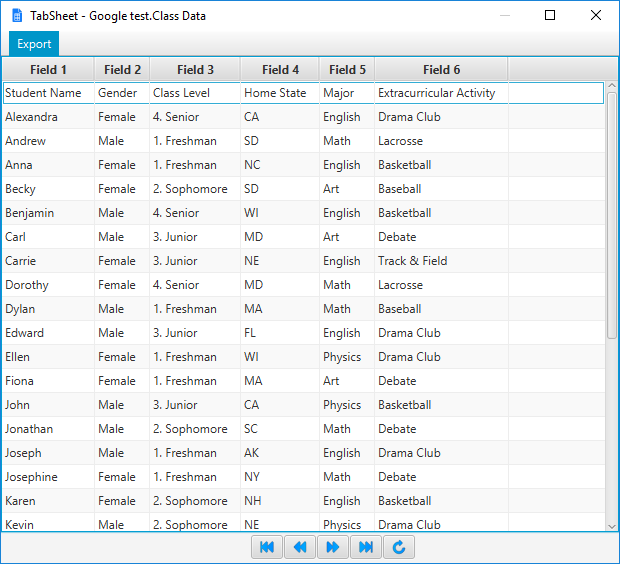 TabSheet - Google test.Class Data
Export
Field 1 Field 2 Field 3 Field 4 Field 5 Field 6
Student Name Gender Class Level Home State Major Extracurricular Activity
Alexandra Female 4. Senior CA English Drama Club
Andrew Male 1. Freshman SD Math Lacrosse
Anna Female 1. Freshman NC English Basketball
Becky Female 2. Sophomore SD Art Baseball
Benjamin Male 4. Senior WI English Basketball
Carl Male 3. Junior MD Art Debate
Carrie Female 3. Junior NE English Track & Field
Dorothy Female 4. Senior MD Math Lacrosse
Dylan Male 1. Freshman MA Math Baseball
Edward Male 3. Junior FL English Drama Club
Ellen Female 1. Freshman WI Physics Drama Club
Fiona Female 1. Freshman MA Art Debate
John Male 3. Junior CA Physics Basketball
Jonathan Male 2. Sophomore SC Math Debate
Joseph Male 1. Freshman AK English Drama Club
Josephine Female 1. Freshman NY Math Debate
Karen Female 2. Sophomore NH English Basketball
Kevin Male 2. Sophomore NE Physics Drama Club